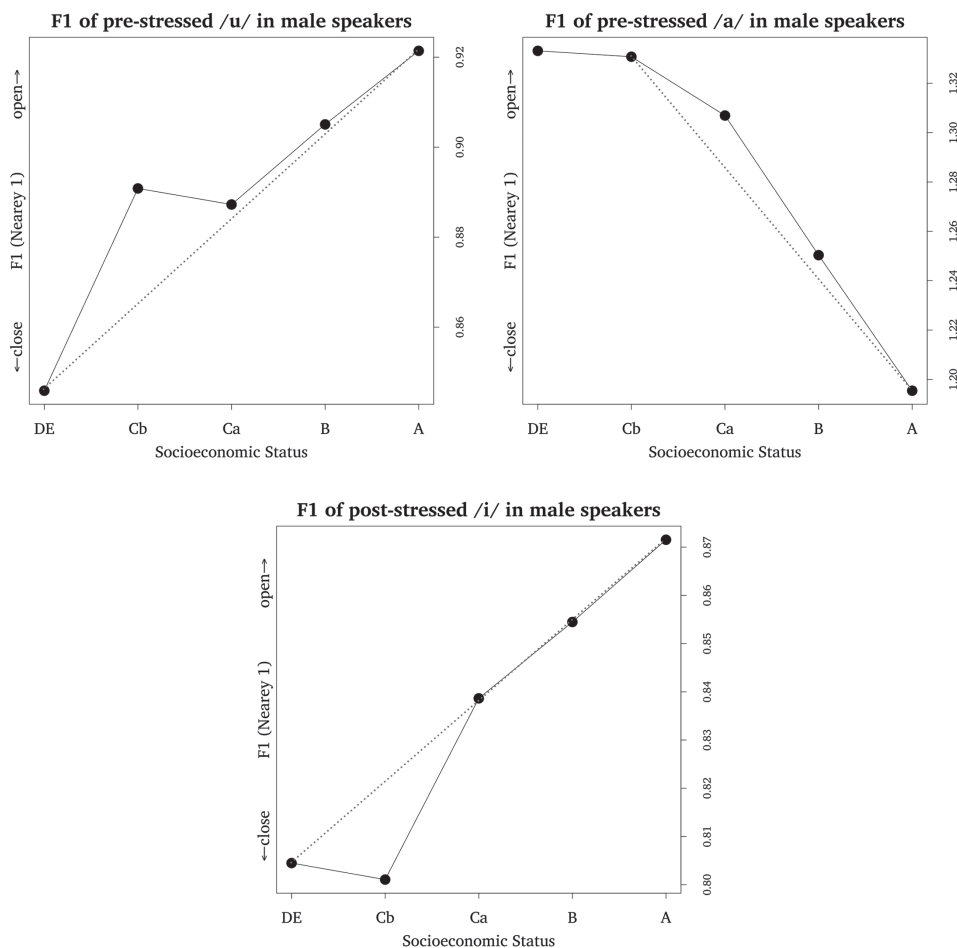 F1 of pre-stressed /u/ in male speakers
open→
F1 (Nearey 1)
←close
0.92
0.90
0.88
0.86
DE Cb Ca B A
Socioeconomic Status
F1 of pre-stressed /a/ in male speakers
open→
F1 (Nearey 1)
←close
1.32
1.30
1.28
1.26
1.24
1.22
1.20
DE Cb Ca B A
Socioeconomic Status
F1 of post-stressed /i/ in male speakers
open→
F1 (Nearey 1)
←close
0.87
0.86
0.85
0.84
0.83
0.82
0.81
0.80
DE Cb Ca B A
Socioeconomic Status